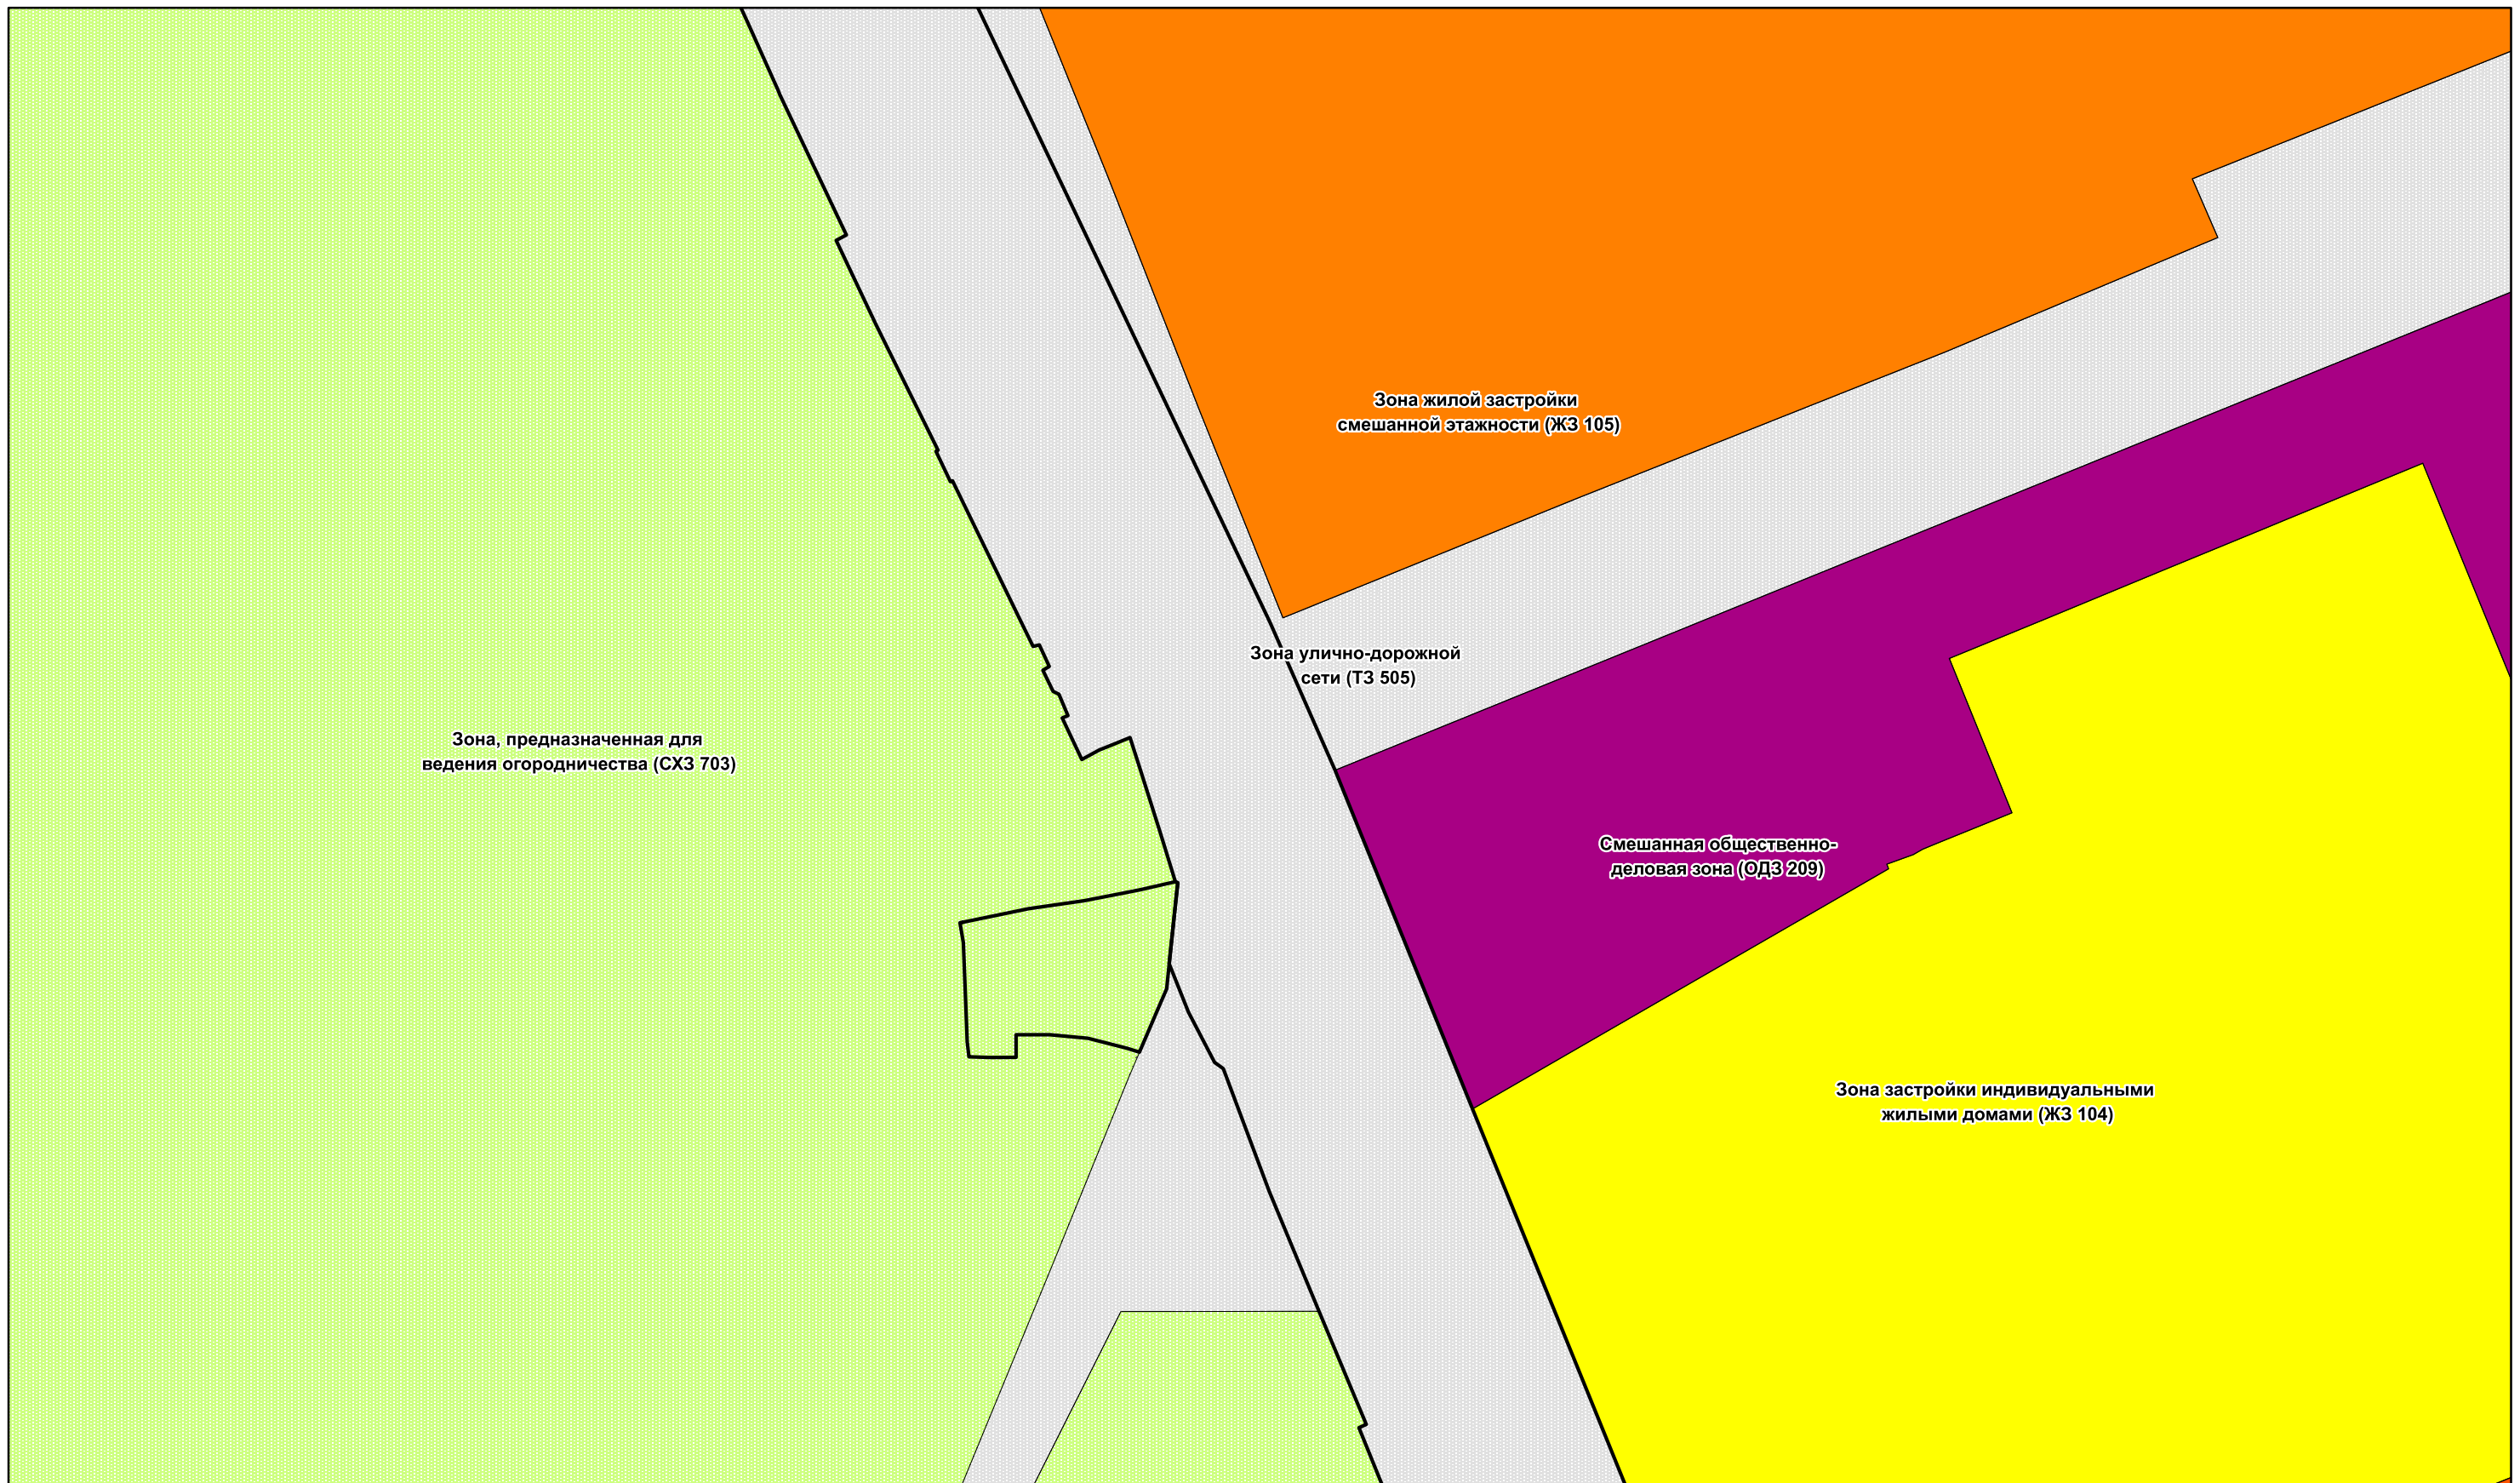 Зона жилой застройки
смешанной этажности (ЖЗ 105)
Зона улично-дорожной
сети (ТЗ 505)
Зона, предназначенная для
ведения огородничества (СХЗ 703)
Смешанная общественно-
деловая зона (ОДЗ 209)
Зона застройки индивидуальными
жилыми домами (ЖЗ 104)